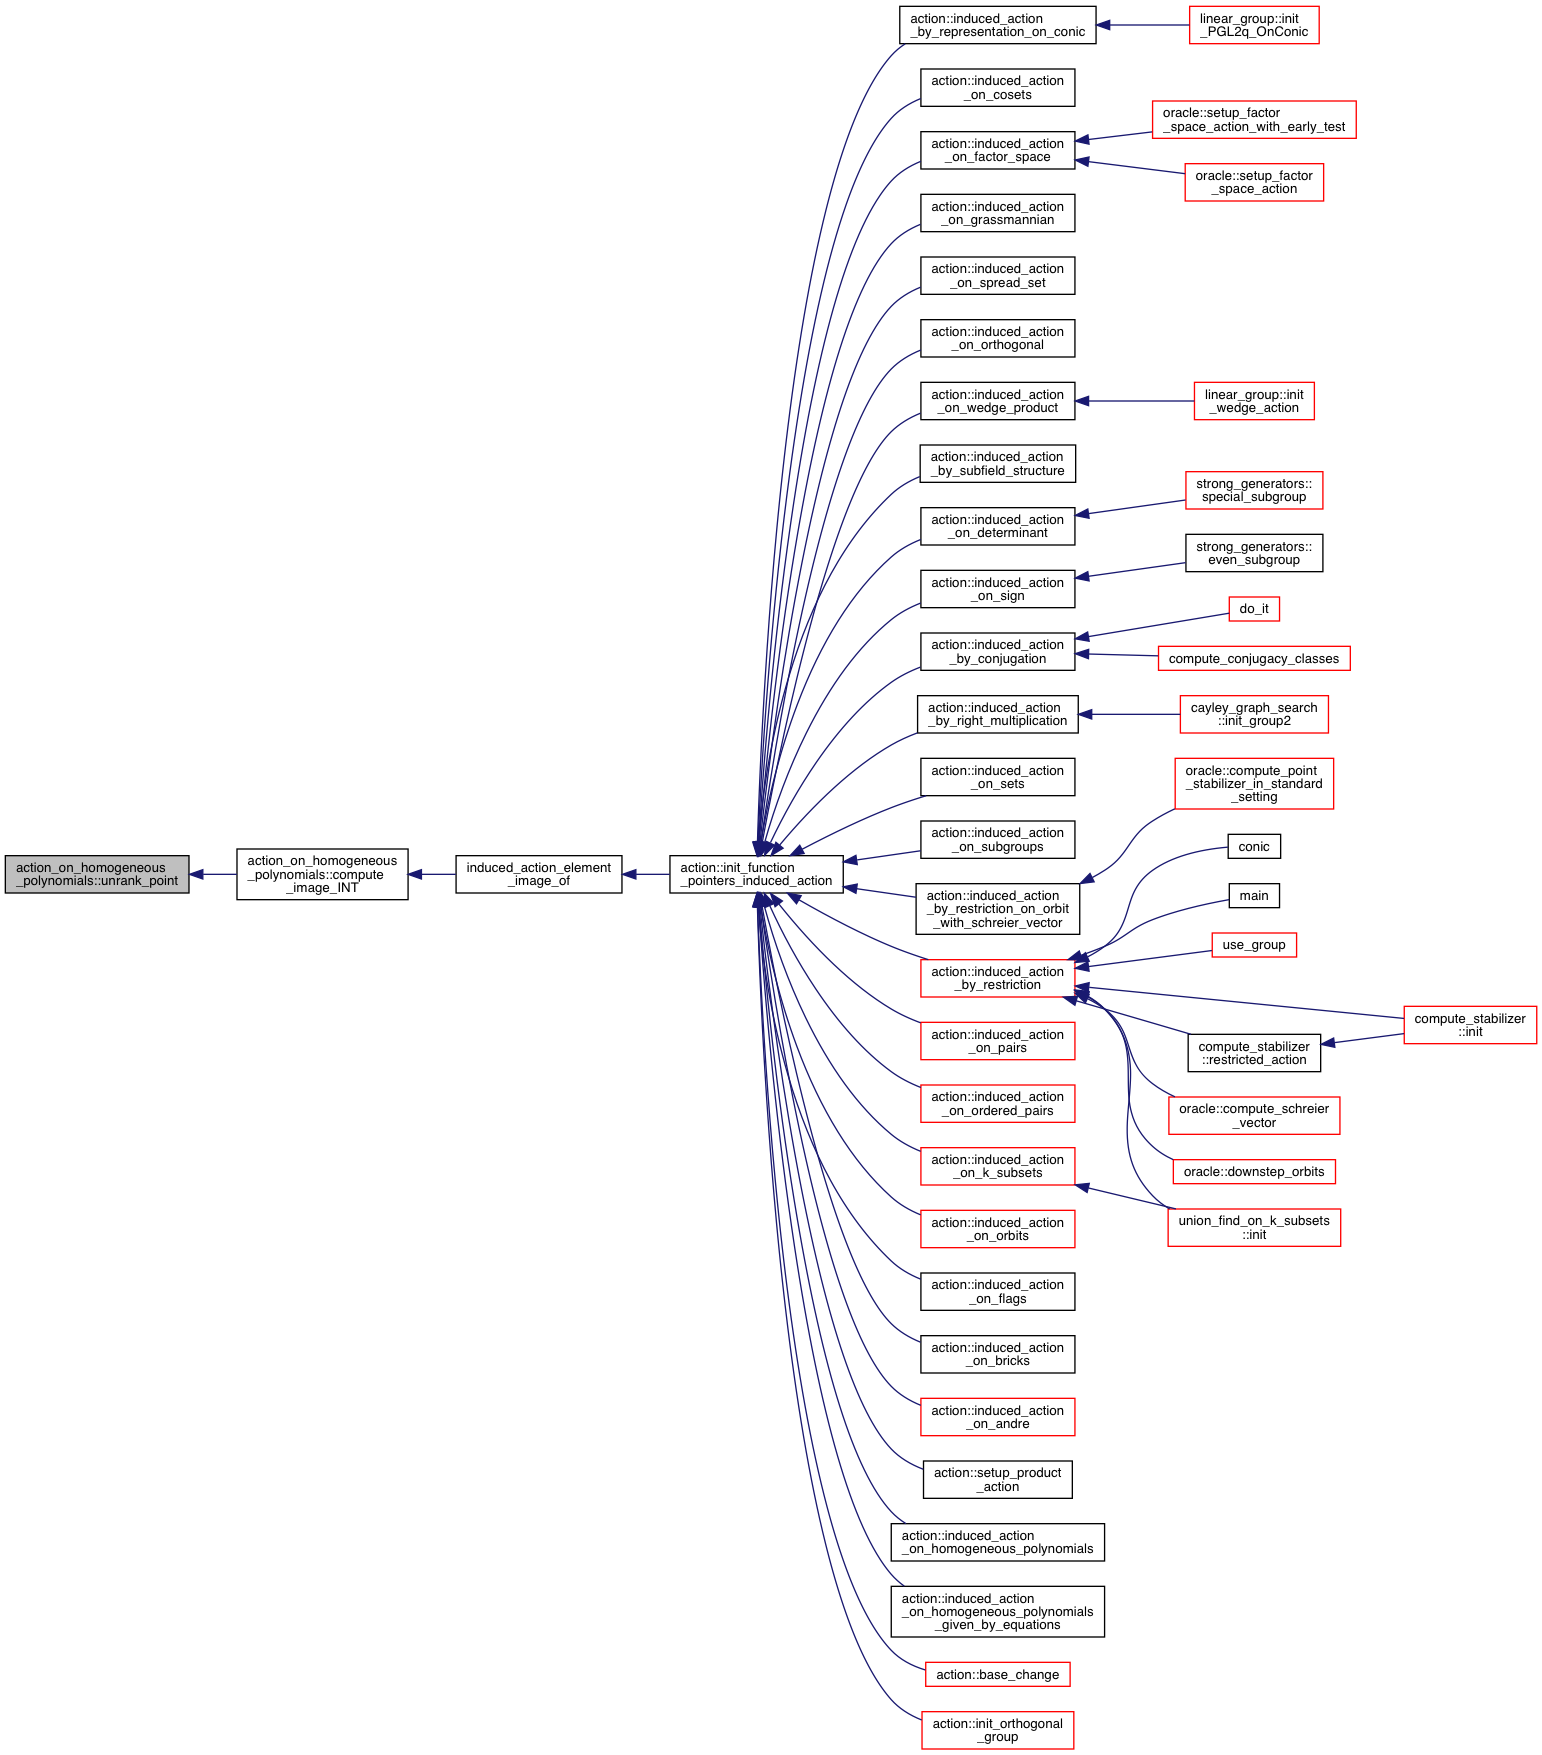 action::induced_action
_by_representation_on_conic
linear_group::init
_PGL2q_OnConic
action::induced_action
_on_cosets
action::induced_action
_on_factor_space
oracle::setup_factor
_space_action_with_early_test
oracle::setup_factor
_space_action
action::induced_action
_on_grassmannian
action::induced_action
_on_spread_set
action::induced_action
_on_orthogonal
action::induced_action
_on_wedge_product
linear_group::init
_wedge_action
action::induced_action
_by_subfield_structure
action::induced_action
_on_determinant
strong_generators::
special_subgroup
action::induced_action
_on_sign
strong_generators::
even_subgroup
action::induced_action
_by_conjugation
do_it
compute_conjugacy_classes
action::induced_action
_by_right_multiplication
cayley_graph_search
::init_group2
action::induced_action
_on_sets
action::induced_action
_on_subgroups
action_on_homogeneous
_polynomials::unrank_point
action_on_homogeneous
_polynomials::compute
_image_INT
induced_action_element
_image_of
action::init_function
_pointers_induced_action
action::induced_action
_by_restriction_on_orbit
_with_schreier_vector
oracle::compute_point
_stabilizer_in_standard
_setting
action::induced_action
_by_restriction
conic
main
use_group
compute_stabilizer
::restricted_action
compute_stabilizer
::init
oracle::compute_schreier
_vector
oracle::downstep_orbits
union_find_on_k_subsets
::init
action::induced_action
_on_pairs
action::induced_action
_on_ordered_pairs
action::induced_action
_on_k_subsets
action::induced_action
_on_orbits
action::induced_action
_on_flags
action::induced_action
_on_bricks
action::induced_action
_on_andre
action::setup_product
_action
action::induced_action
_on_homogeneous_polynomials
action::induced_action
_on_homogeneous_polynomials
_given_by_equations
action::base_change
action::init_orthogonal
_group